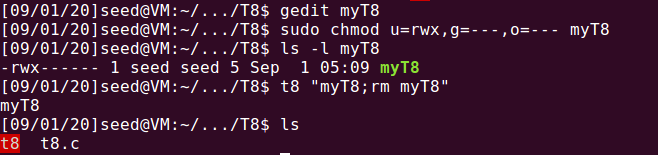 [09/01/20]seed@VM:~/.../T8$ gedit myT8
[09/01/20]seed@VM:~/.../T8$ sudo chmod u=rwx,g=---,o=--- myT8
[09/01/20]seed@VM:~/.../T8$ ls -l myT8
-rwx------ 1 seed seed 5 Sep  1 05:09 myT8
[09/01/20]seed@VM:~/.../T8$ t8 "myT8;rm myT8"
myT8
[09/01/20]seed@VM:~/.../T8$ ls
t8  t8.c